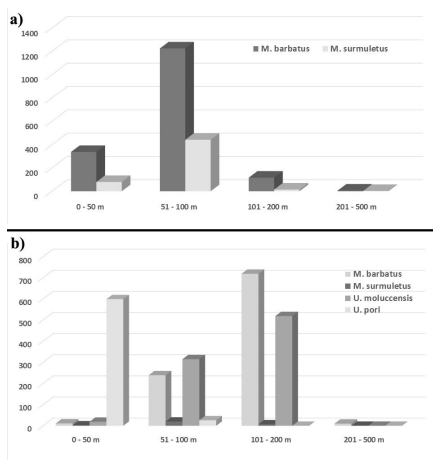 a)
1400
1200
1000
800
600
400
200
0
M. barbatus M. surmuletus
0 - 50 m 51 - 100 m 101 - 200 m 201 - 500 m
b)
800
700
600
500
400
300
200
100
0
M. barbatus
M. surmuletus
U. moluccensis
U. pori
0 - 50 m 51 - 100 m 101 - 200 m 201 - 500 m